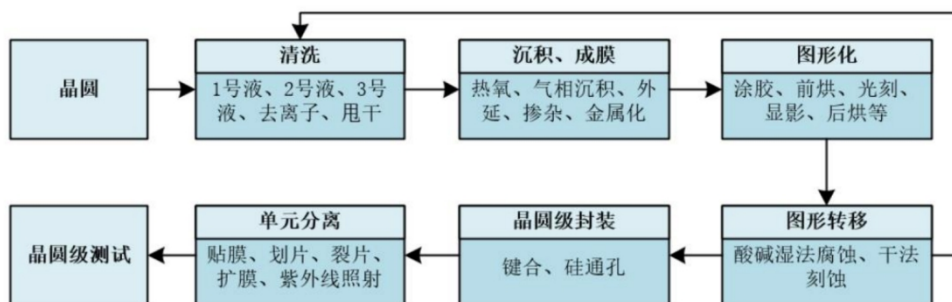 晶圆
清洗
1号液、2号液、3号
液、去离子、甩干
沉积、成膜
热氧、气相沉积、外
延、掺杂、金属化
图形化
涂胶、前烘、光刻、
显影、后烘等
图形转移
酸碱湿法腐蚀、干法
刻蚀
晶圆级封装
键合、硅通孔
单元分离
贴膜、划片、裂片、
扩膜、紫外线照射
晶圆级测试